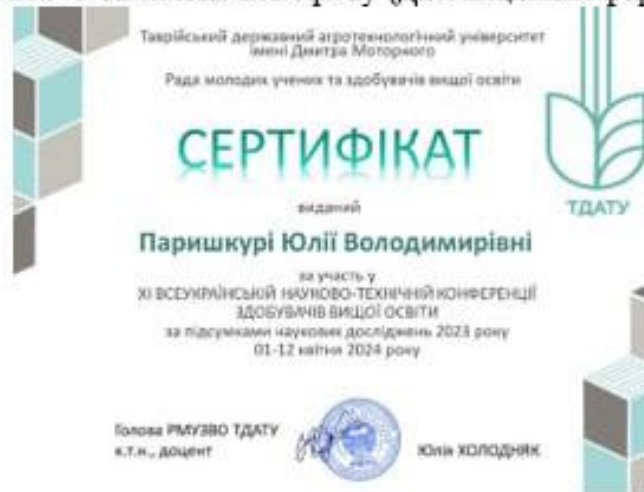 Таврійський державний агротехнологічний університет
імені Дмитра Моторного
Рада молодих учених та здобувачів вищої освіти
СЕРТИФІКАТ
ТДАТУ
виданий
Паришкурі Юлії Володимирівні
за участь у
ХІ ВСЕУКРАЇНСЬКІЙ НАУКОВО-ТЕХНІЧНІЙ КОНФЕРЕНЦІЇ
ЗДОБУВАЧІВ ВИЩОЇ ОСВІТИ
за підсумками наукових досліджень 2023 року
01-12 квітня 2024 року
Голова РМУЗВО ТДАТУ
к.т.н., доцент
Юлія ХОЛОДНЯК